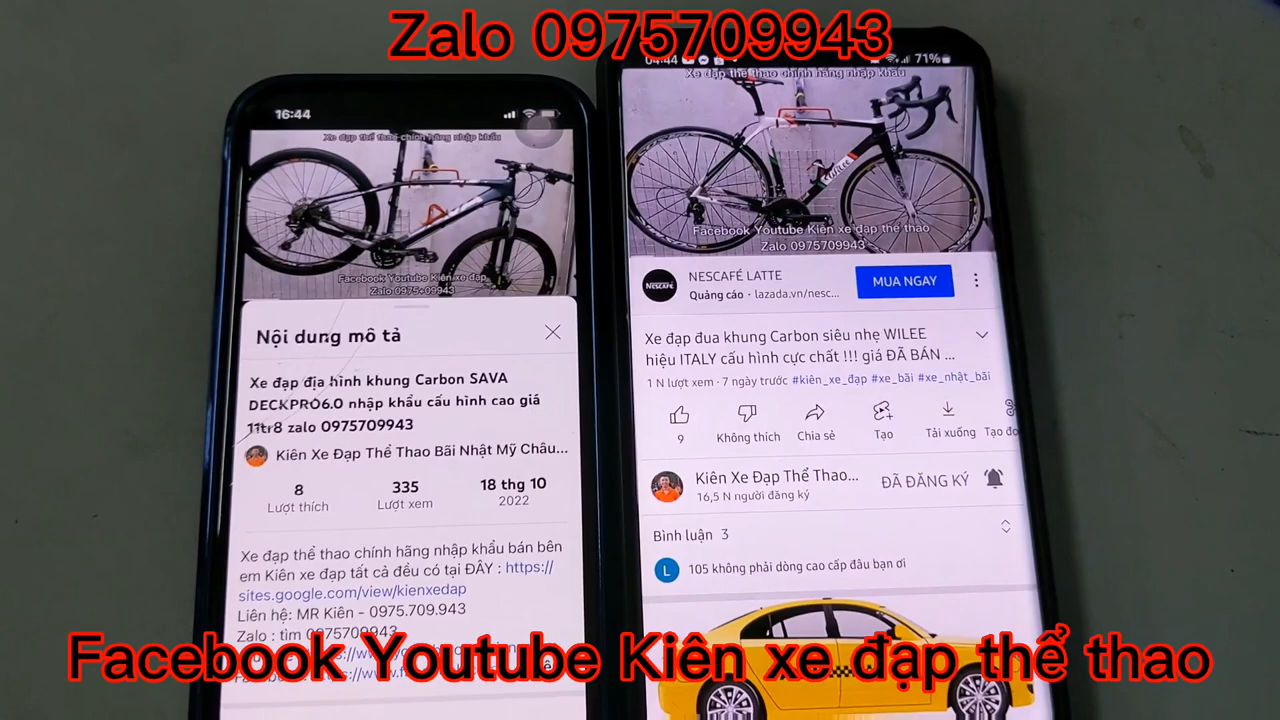 Zalo 0975709943
16:44
Xe đạp thể thao chính hãng nhập khẩu
Facebook Youtube Kiên xe đạp
Zalo 0975709943
Nội dung mô tả
Xe đạp địa hình khung Carbon SAVA
DECKPRO6.0 nhập khẩu cấu hình cao giá
11tr8 zalo 0975709943
Kiên Xe Đạp Thể Thao Bãi Nhật Mỹ Châu...
8
Lượt thích
335
Lượt xem
18 thg 10
2022
Xe đạp thể thao chính hãng nhập khẩu bán bên
em Kiên xe đạp tất cả đều có tại ĐÂY : https://
sites.google.com/view/kienxedap
Liên hệ: MR Kiên - 0975.709.943
Zalo : tìm 0975709943
04:44
71%
Xe đạp thể thao chính hãng nhập khẩu
Facebook Youtube Kiên xe đạp thể thao
Zalo 0975709943
NESCAFÉ
NESCAFÉ LATTE
Quảng cáo · lazada.vn/nesc...
MUA NGAY
Xe đạp đua khung Carbon siêu nhẹ WILEE
hiệu ITALY cấu hình cực chất !!! giá ĐÃ BÁN ...
1 N lượt xem · 7 ngày trước #kiên_xe_đạp #xe_bãi #xe_nhật_bãi
9
Không thích
Chia sẻ
Tạo
Tải xuống
Tạo đo
Kiên Xe Đạp Thể Thao...
16,5 N người đăng ký
ĐÃ ĐĂNG KÝ
Bình luận 3
L
105 không phải dòng cao cấp đâu bạn ơi
Facebook Youtube Kiên xe đạp thể thao